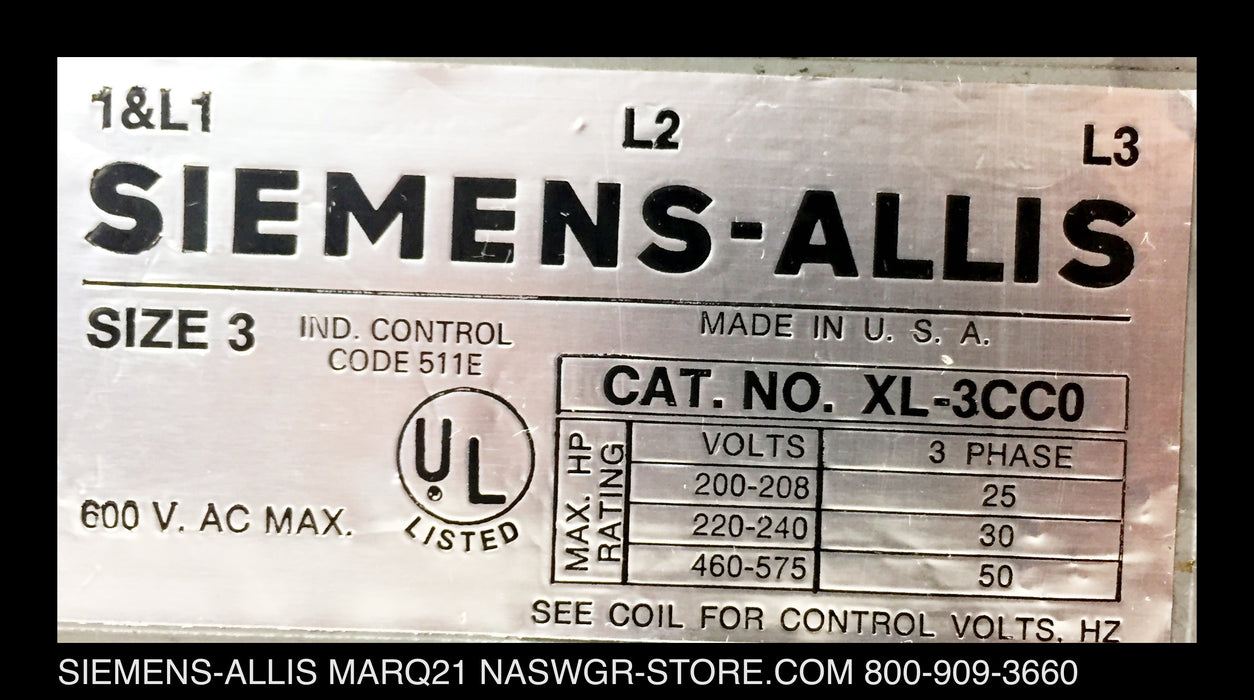 1&L1 L2 L3
SIEMENS-ALLIS
SIZE 3 IND. CONTROL MADE IN U. S. A.
CODE 511E
CAT. NO. XL-3CC0
MAX. HP RATING
VOLTS 3 PHASE
200-208 25
220-240 30
460-575 50
UL
LISTED
600 V. AC MAX.
SEE COIL FOR CONTROL VOLTS, HZ
SIEMENS-ALLIS MARQ21 NASWGR-STORE.COM 800-909-3660